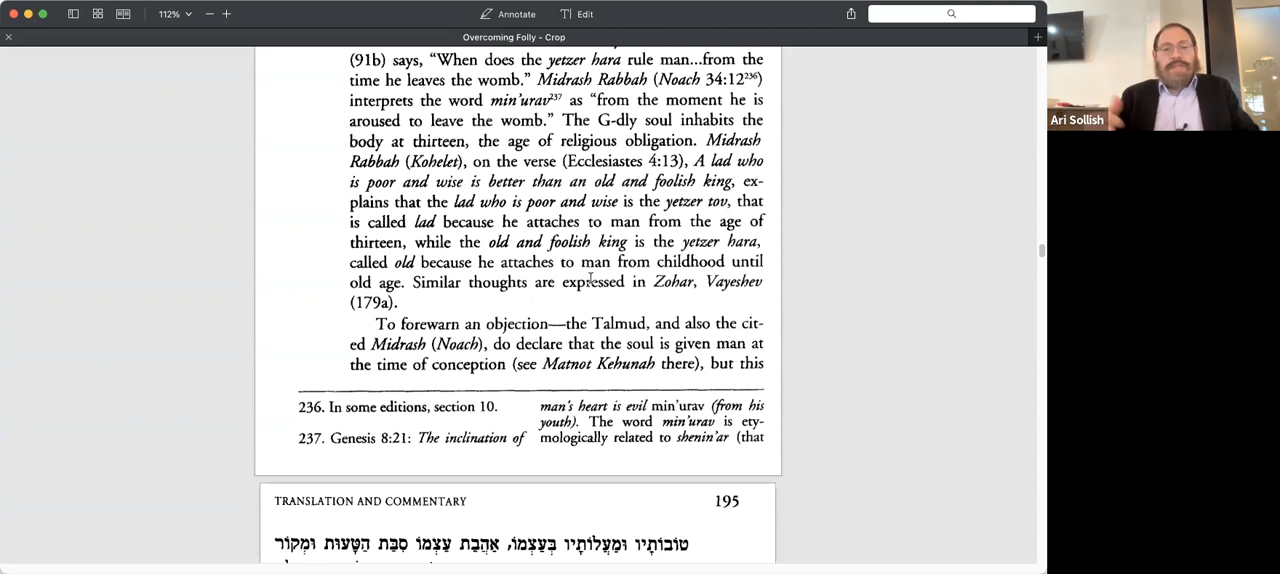 112%
Annotate
Edit
Overcoming Folly - Crop
(91b) says, “When does the yetzer hara rule man...from the
time he leaves the womb.” Midrash Rabbah (Noach 34:12236)
interprets the word min'urav237 as “from the moment he is
aroused to leave the womb.” The G-dly soul inhabits the
body at thirteen, the age of religious obligation. Midrash
Rabbah (Kohelet), on the verse (Ecclesiastes 4:13), A lad who
is poor and wise is better than an old and foolish king, ex-
plains that the lad who is poor and wise is the yetzer tov, that
is called lad because he attaches to man from the age of
thirteen, while the old and foolish king is the yetzer hara,
called old because he attaches to man from childhood until
old age. Similar thoughts are expressed in Zohar, Vayeshev
(179a).
To forewarn an objection—the Talmud, and also the cit-
ed Midrash (Noach), do declare that the soul is given man at
the time of conception (see Matnot Kehunah there), but this
236. In some editions, section 10.
237. Genesis 8:21: The inclination of
man's heart is evil min'urav (from his
youth). The word min'urav is ety-
mologically related to shenin'ar (that
TRANSLATION AND COMMENTARY
195
טוֹבוֹתָיו וּמַעֲלוֹתָיו בְּעַצְמוֹ, אַהֲבַת עַצְמוֹ סִבַּת הַטָּעוּת וּמְקוֹר
Ari Sollish